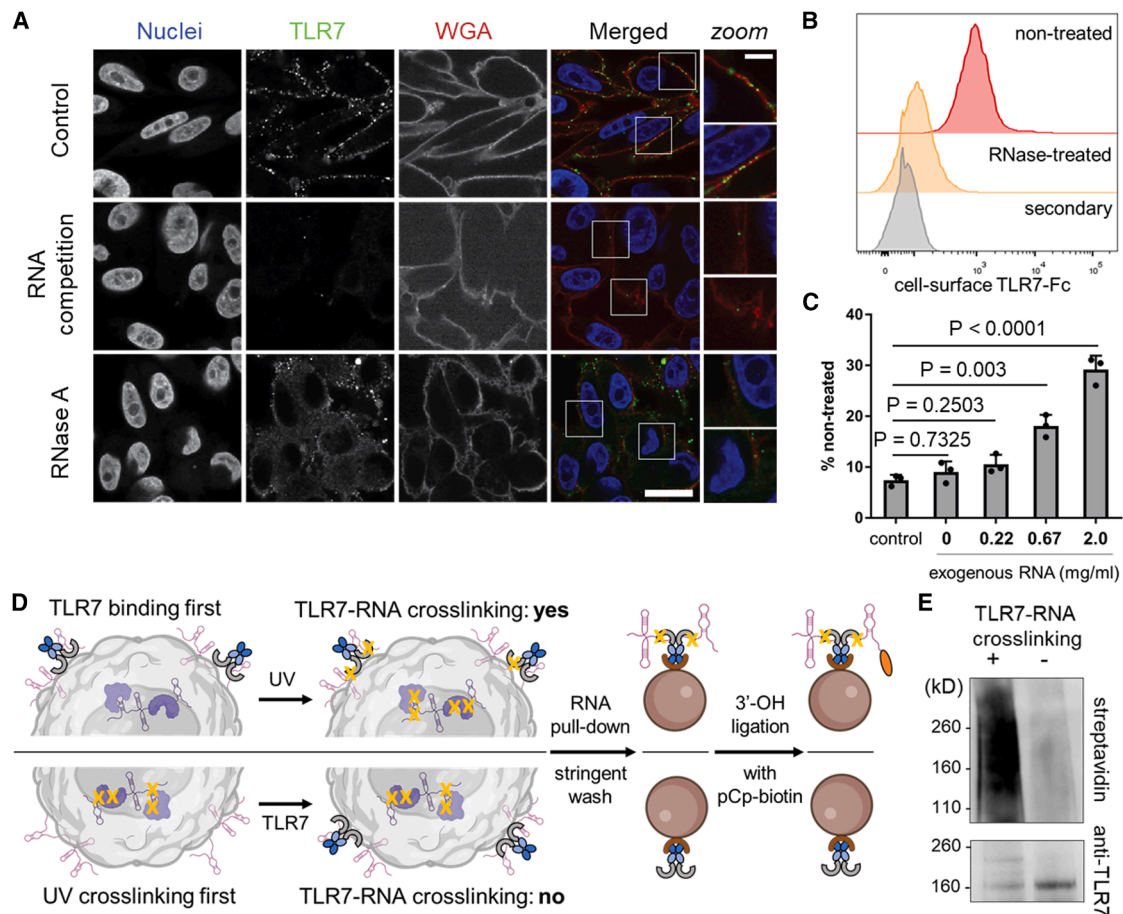 A
Nuclei
TLR7
WGA
Merged
zoom
Control
RNA
competition
RNase A
B
non-treated
RNase-treated
secondary
0
10³
10⁴
10⁵
cell-surface TLR7-Fc
C
40
30
20
10
0
% non-treated
P < 0.0001
P = 0.003
P = 0.2503
P = 0.7325
control
0
0.22
0.67
2.0
exogenous RNA (mg/ml)
D
TLR7 binding first
UV
TLR7-RNA crosslinking: yes
RNA
pull-down
stringent
wash
3'-OH
ligation
with
pCp-biotin
UV crosslinking first
TLR7
TLR7-RNA crosslinking: no
E
TLR7-RNA
crosslinking
+ -
(kD)
260
160
110
streptavidin
260
160
anti-TLR7